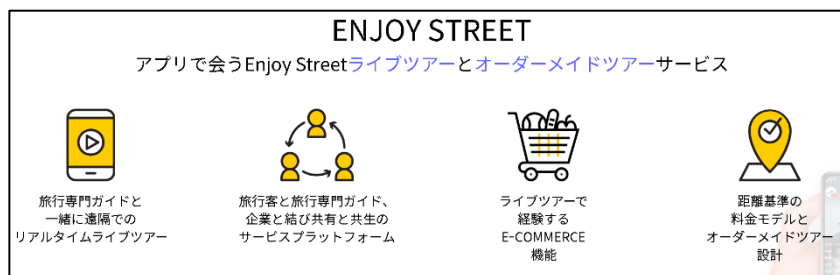 ENJOY STREET
アプリで会うEnjoy Streetライブツアーとオーダーメイドツアーサービス
旅行専門ガイドと
一緒に遠隔での
リアルタイムライブツアー
旅行客と旅行専門ガイド、
企業と結び共有と共生の
サービスプラットフォーム
ライブツアーで
経験する
E-COMMERCE
機能
距離基準の
料金モデルと
オーダーメイドツアー
設計